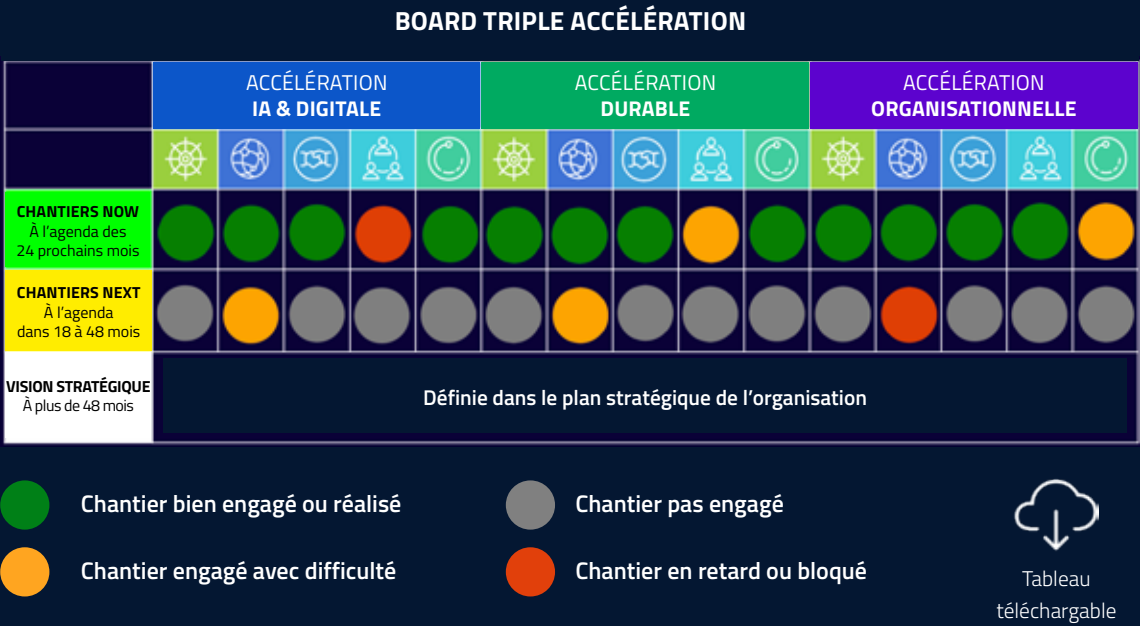 BOARD TRIPLE ACCÉLÉRATION
ACCÉLÉRATION
IA & DIGITALE
ACCÉLÉRATION
DURABLE
ACCÉLÉRATION
ORGANISATIONNELLE
CHANTIERS NOW
À l’agenda des
24 prochains mois
CHANTIERS NEXT
À l’agenda
dans 18 à 48 mois
VISION STRATÉGIQUE
À plus de 48 mois
Définie dans le plan stratégique de l’organisation
Chantier bien engagé ou réalisé
Chantier pas engagé
Chantier engagé avec difficulté
Chantier en retard ou bloqué
Tableau
téléchargable